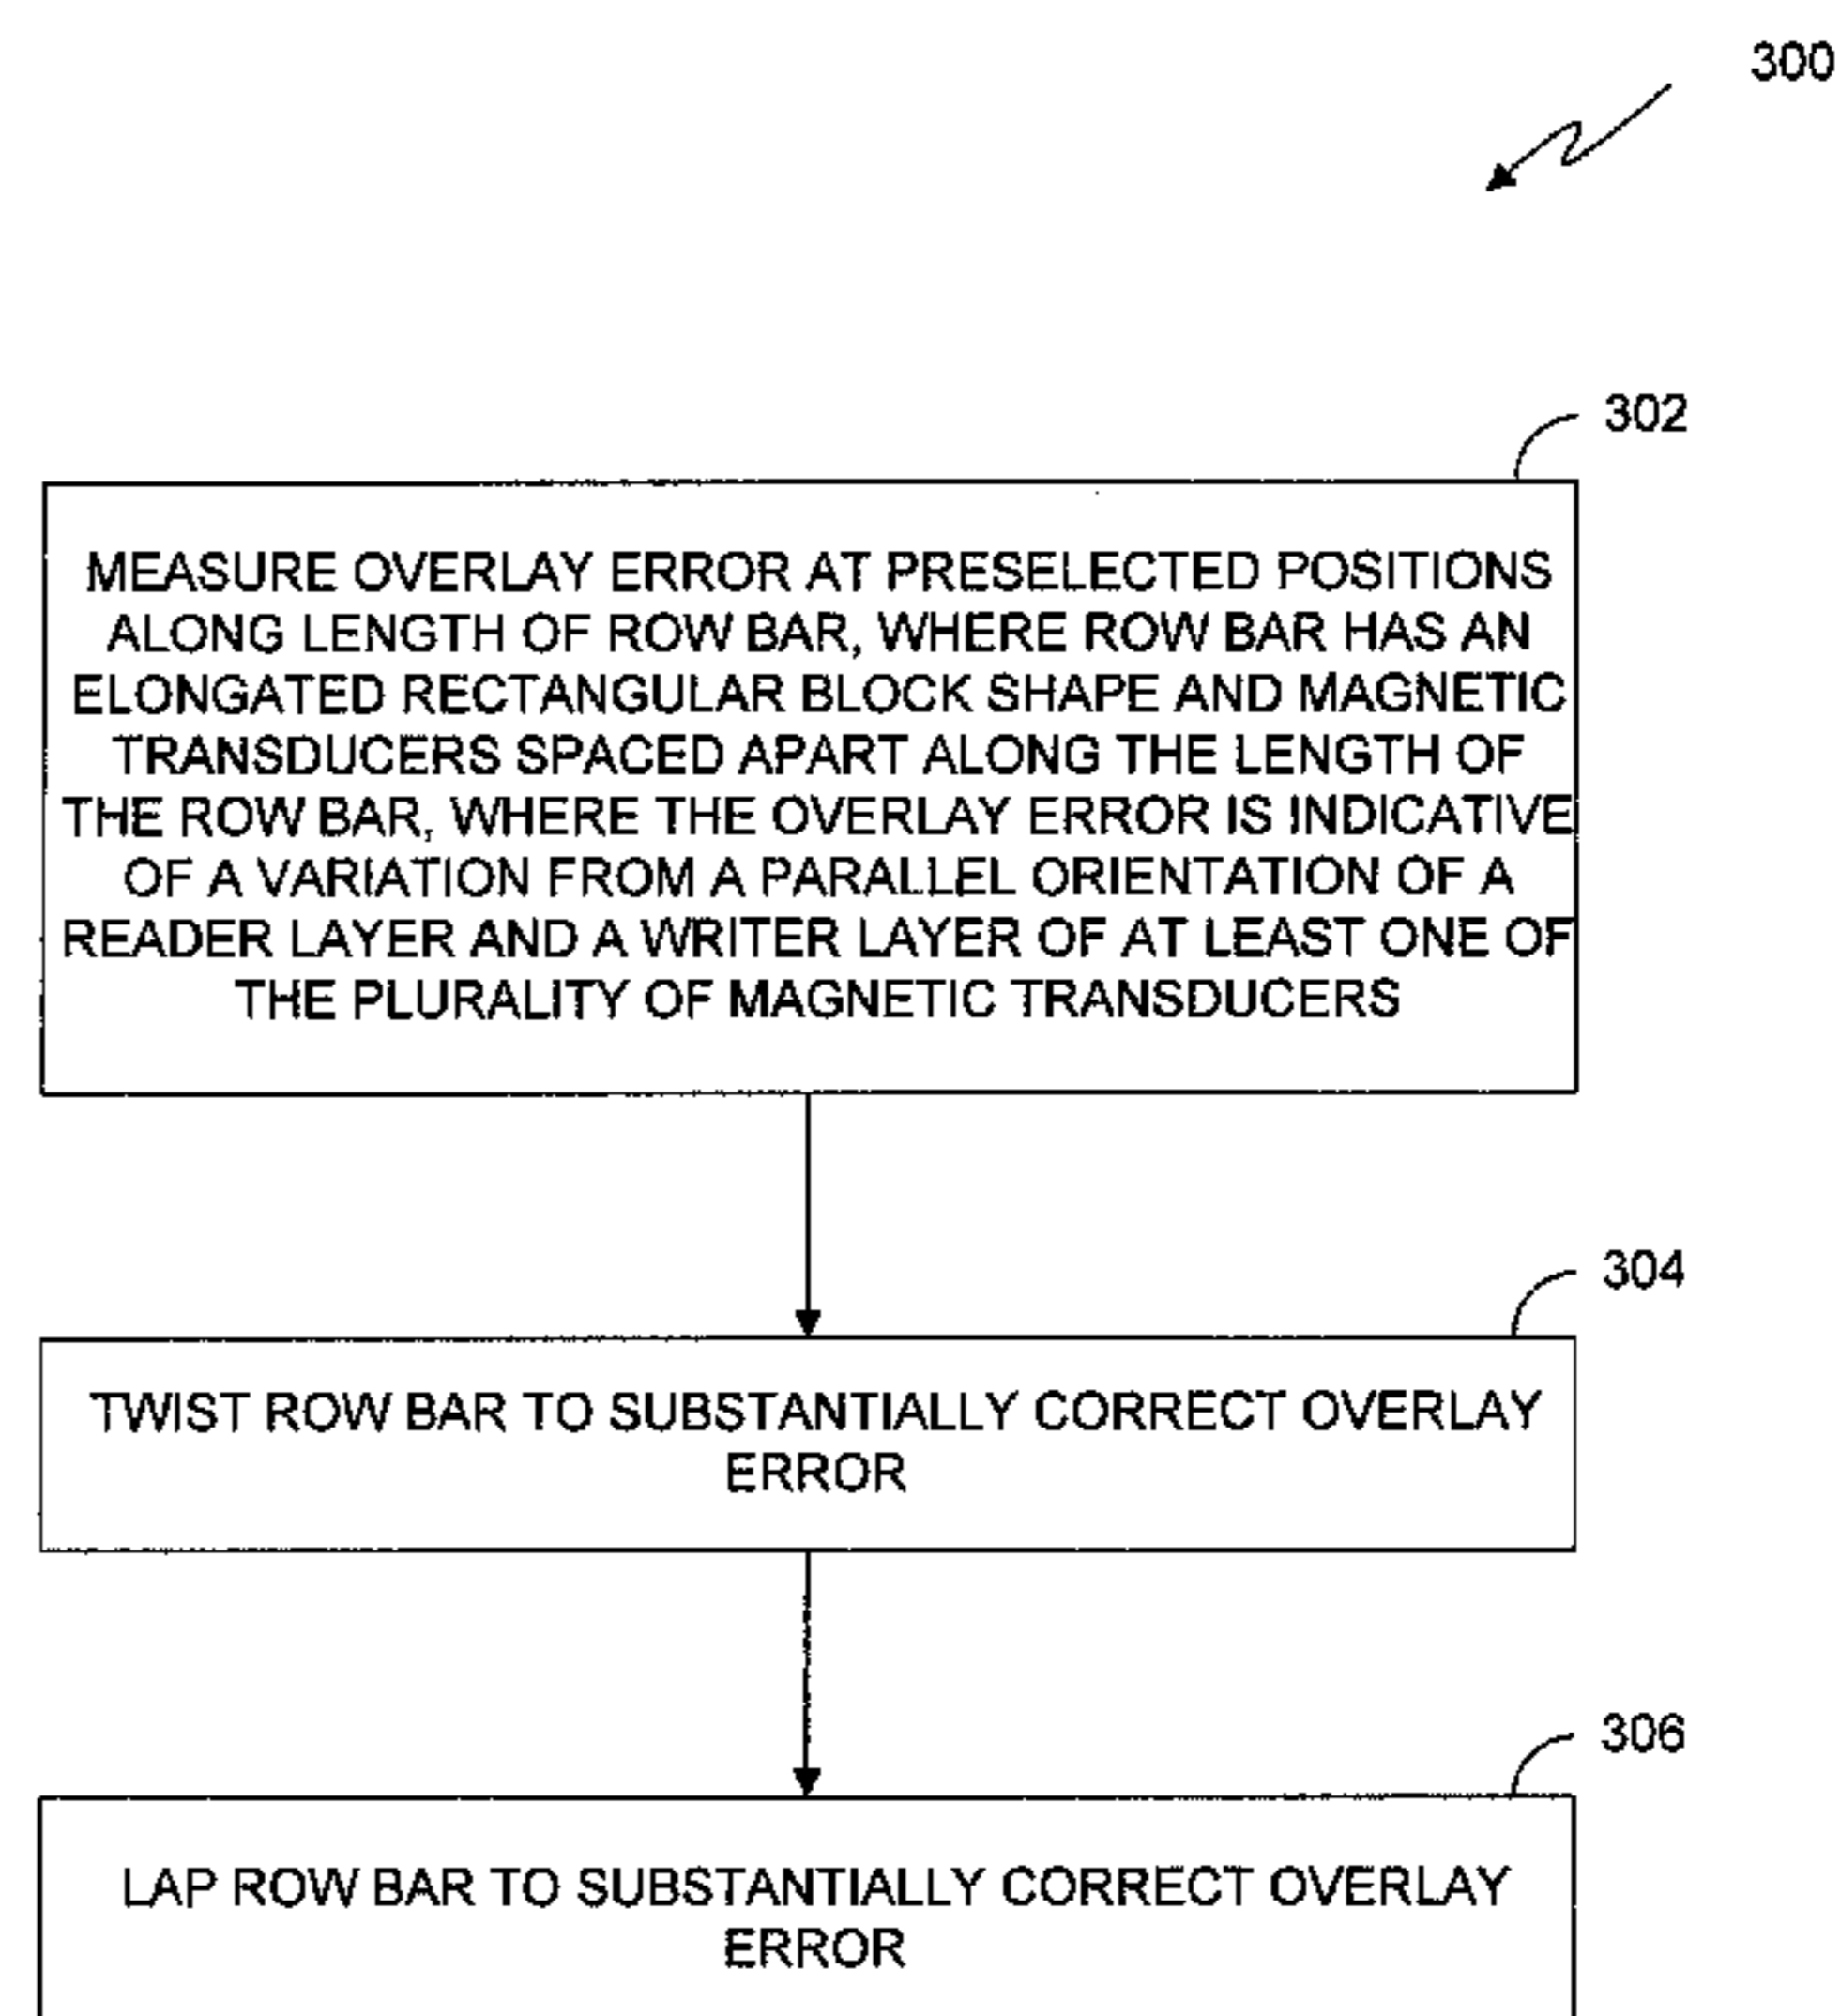 300
302
MEASURE OVERLAY ERROR AT PRESELECTED POSITIONS
ALONG LENGTH OF ROW BAR, WHERE ROW BAR HAS AN
ELONGATED RECTANGULAR BLOCK SHAPE AND MAGNETIC
TRANSDUCERS SPACED APART ALONG THE LENGTH OF
THE ROW BAR, WHERE THE OVERLAY ERROR IS INDICATIVE
OF A VARIATION FROM A PARALLEL ORIENTATION OF A
READER LAYER AND A WRITER LAYER OF AT LEAST ONE OF
THE PLURALITY OF MAGNETIC TRANSDUCERS
304
TWIST ROW BAR TO SUBSTANTIALLY CORRECT OVERLAY
ERROR
306
LAP ROW BAR TO SUBSTANTIALLY CORRECT OVERLAY
ERROR